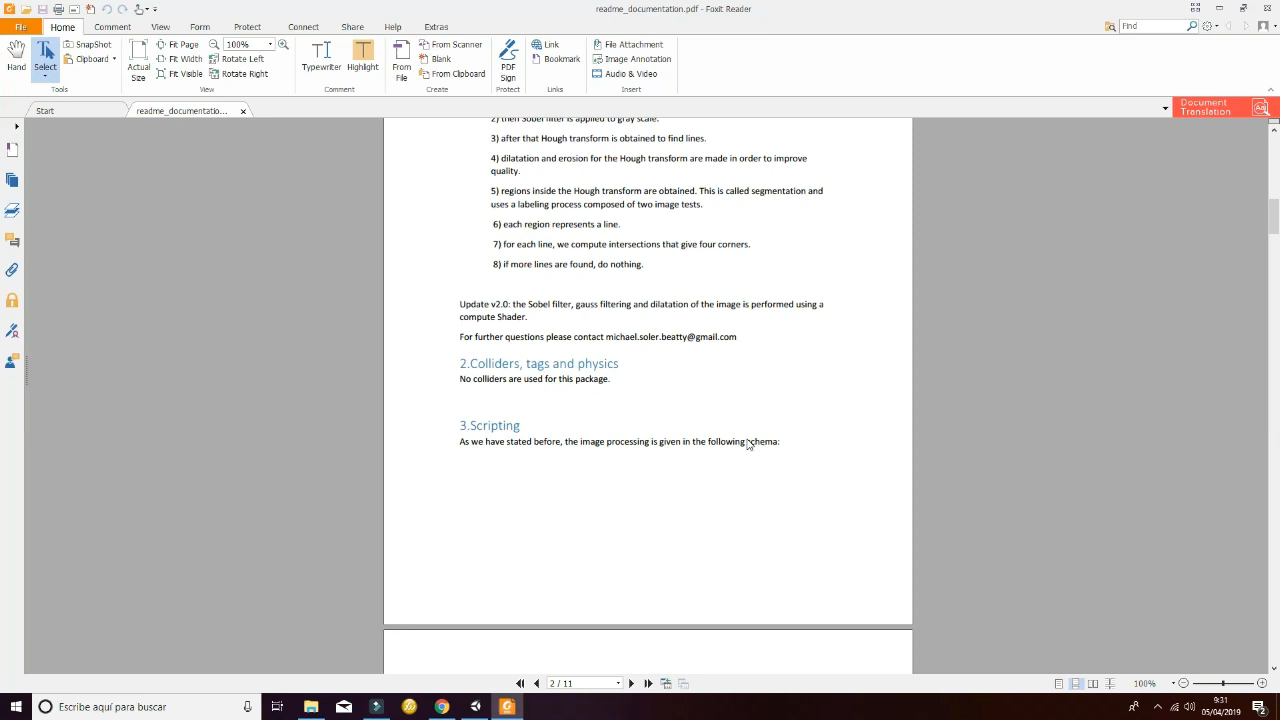 readme_documentation.pdf - Foxit Reader
File Home Comment View Form Protect Connect Share Help Extras
Find
Hand
Select
SnapShot
Clipboard
Tools
Actual
Size
Fit Page
Fit Width
Fit Visible
100%
Rotate Left
Rotate Right
View
Typewriter
Highlight
Comment
From
File
From Scanner
Blank
From Clipboard
Create
PDF
Sign
Protect
Link
Bookmark
Links
File Attachment
Image Annotation
Audio & Video
Insert
Start
readme_documentatio...
Document
Translation
2) then Sobel filter is applied to gray scale.
3) after that Hough transform is obtained to find lines.
4) dilatation and erosion for the Hough transform are made in order to improve
quality.
5) regions inside the Hough transform are obtained. This is called segmentation and
uses a labeling process composed of two image tests.
6) each region represents a line.
7) for each line, we compute intersections that give four corners.
8) if more lines are found, do nothing.
Update v2.0: the Sobel filter, gauss filtering and dilatation of the image is performed using a
compute Shader.
For further questions please contact michael.soler.beatty@gmail.com
2.Colliders, tags and physics
No colliders are used for this package.
3.Scripting
As we have stated before, the image processing is given in the following schema:
2 / 11
100%
Escribe aquí para buscar
9:31
05/04/2019
2